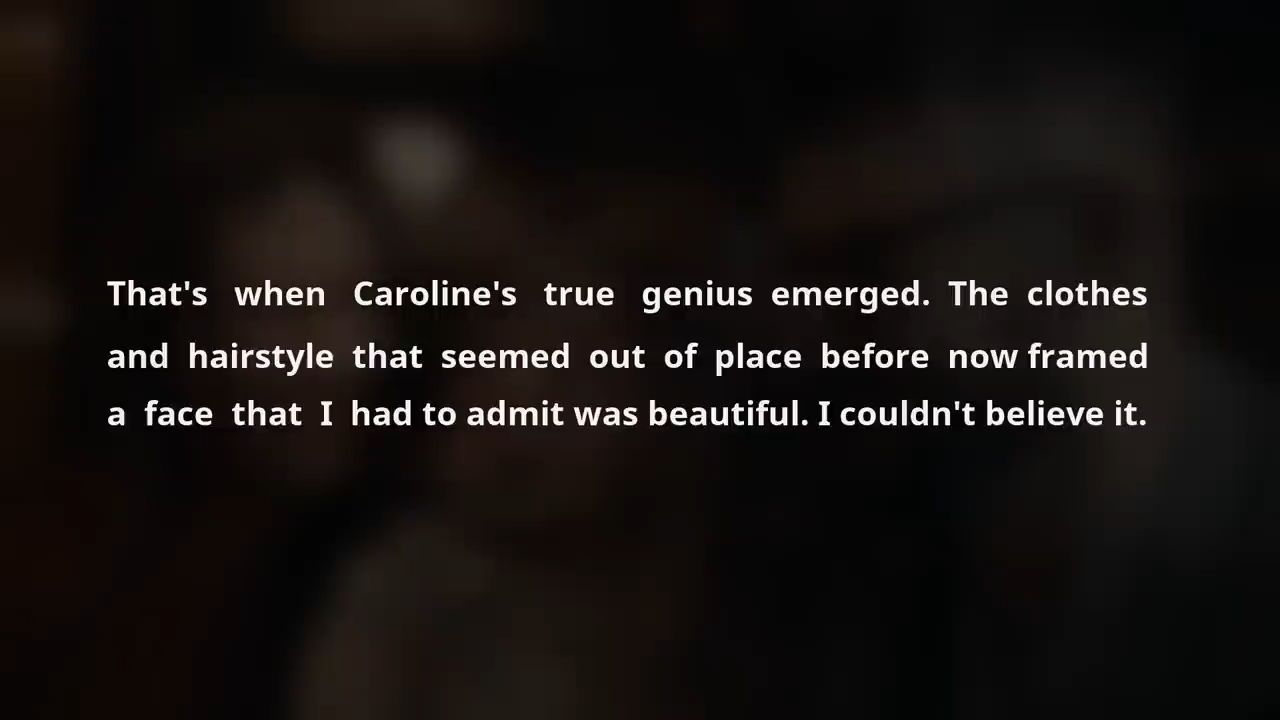 That's when Caroline's true genius emerged. The clothes
and hairstyle that seemed out of place before now framed
a face that I had to admit was beautiful. I couldn't believe it.